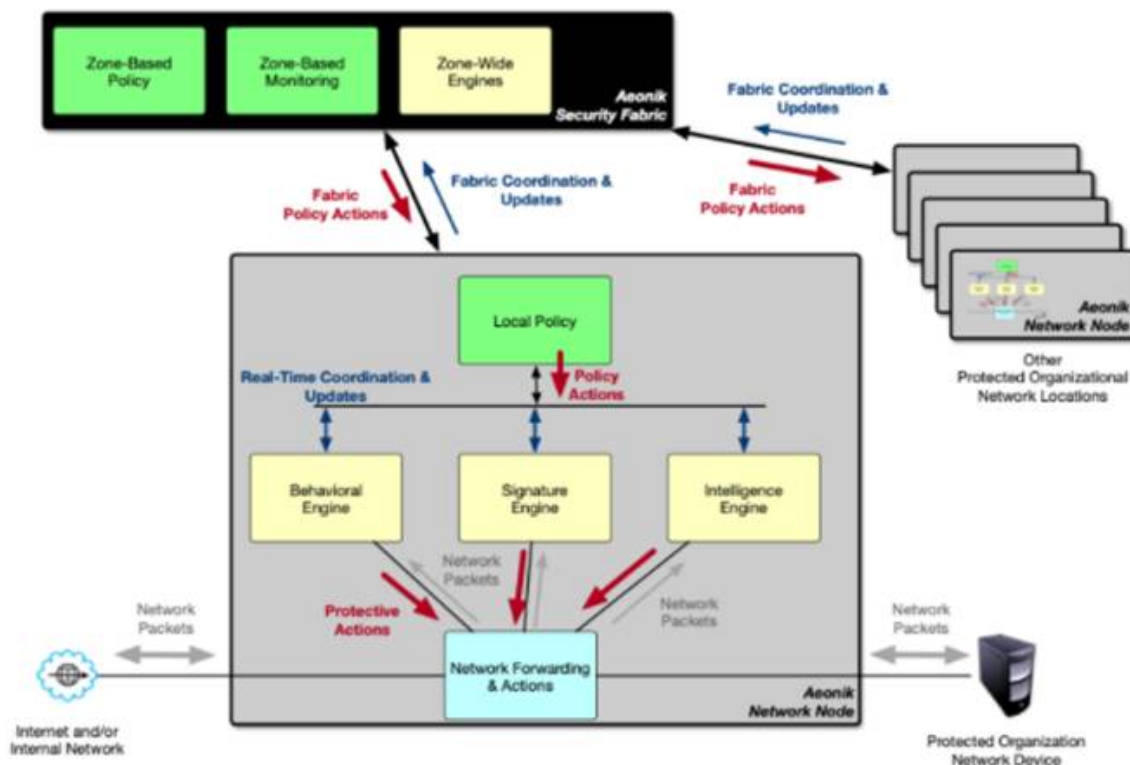 Zone-Based
Policy
Zone-Based
Monitoring
Zone-Wide
Engines
Aeonik
Security Fabric
Fabric Coordination &
Updates
Fabric
Policy Actions
Fabric Coordination &
Updates
Fabric
Policy Actions
Aeonik
Network Node
Other
Protected Organizational
Network Locations
Local Policy
Real-Time Coordination &
Updates
Policy
Actions
Behavioral
Engine
Signature
Engine
Intelligence
Engine
Network
Packets
Network
Packets
Protective
Actions
Network
Packets
Network
Packets
Network Forwarding
& Actions
Aeonik
Network Node
Internet and/or
Internal Network
Protected Organization
Network Device